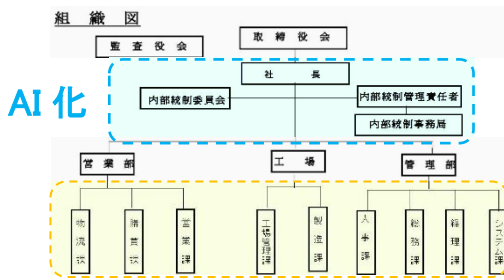 組織図
監査役会
取締役会
社長
AI 化
内部統制委員会
内部統制管理責任者
内部統制事務局
営業部
工場
管理部
物流課
購買課
営業課
工場管理課
製造課
人事課
総務課
経理課
システム課